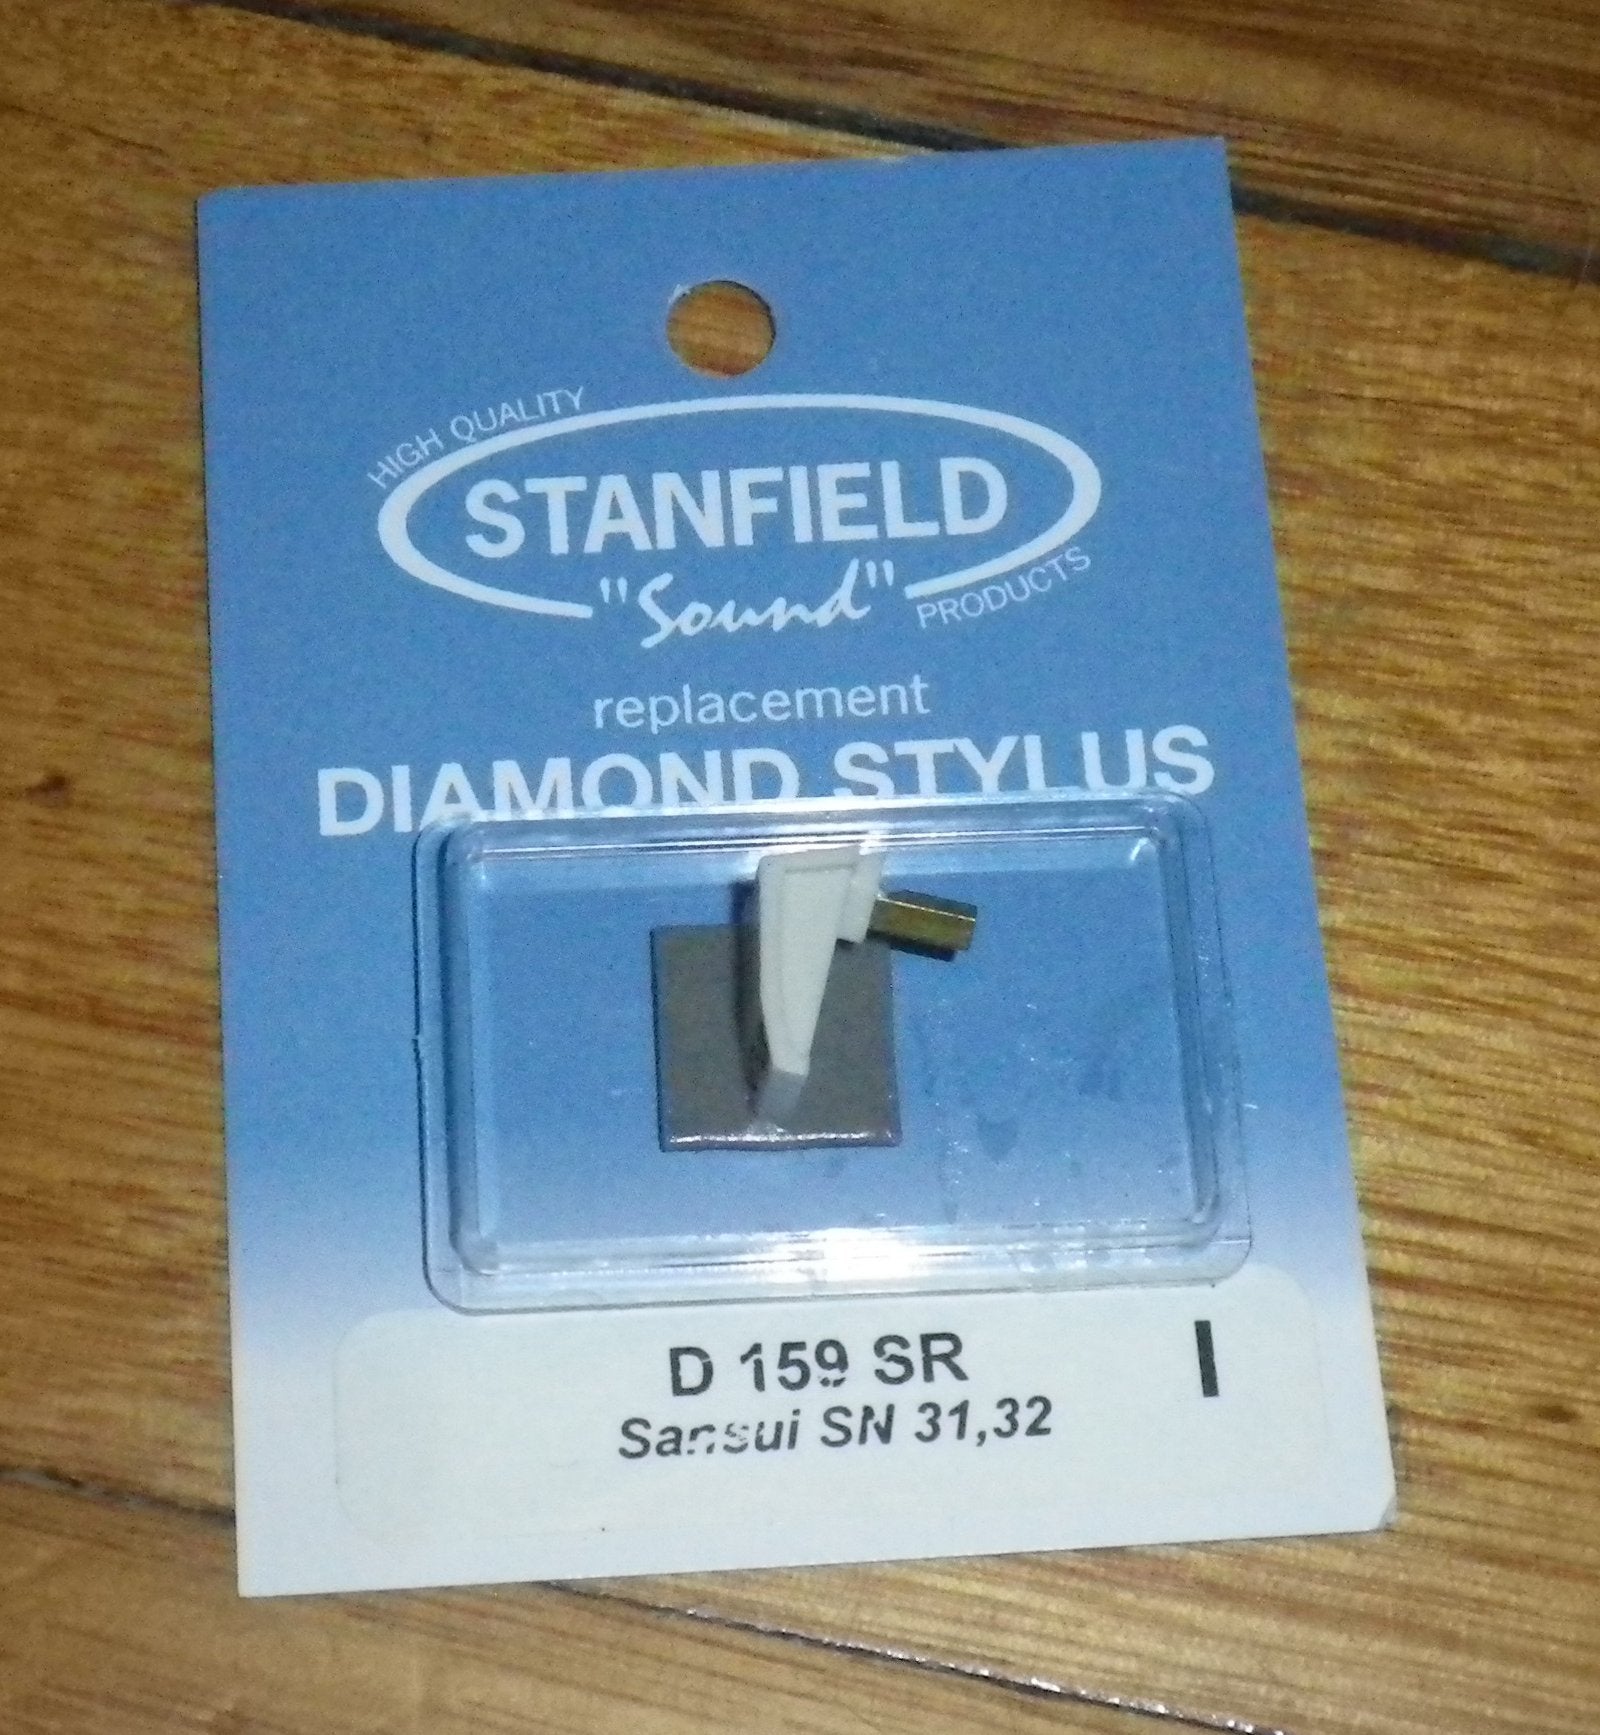 HIGH QUALITY
STANFIELD
"Sound"
PRODUCTS
replacement
DIAMOND STYLUS
D 159 SR
I
Sansui SN 31,32